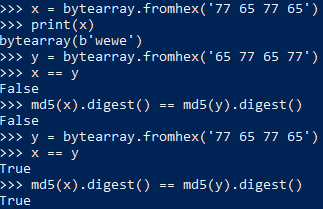 >>> x = bytearray.fromhex('77 65 77 65')
>>> print(x)
bytearray(b'wewe')
>>> y = bytearray.fromhex('65 77 65 77')
>>> x == y
False
>>> md5(x).digest() == md5(y).digest()
False
>>> y = bytearray.fromhex('77 65 77 65')
>>> x == y
True
>>> md5(x).digest() == md5(y).digest()
True